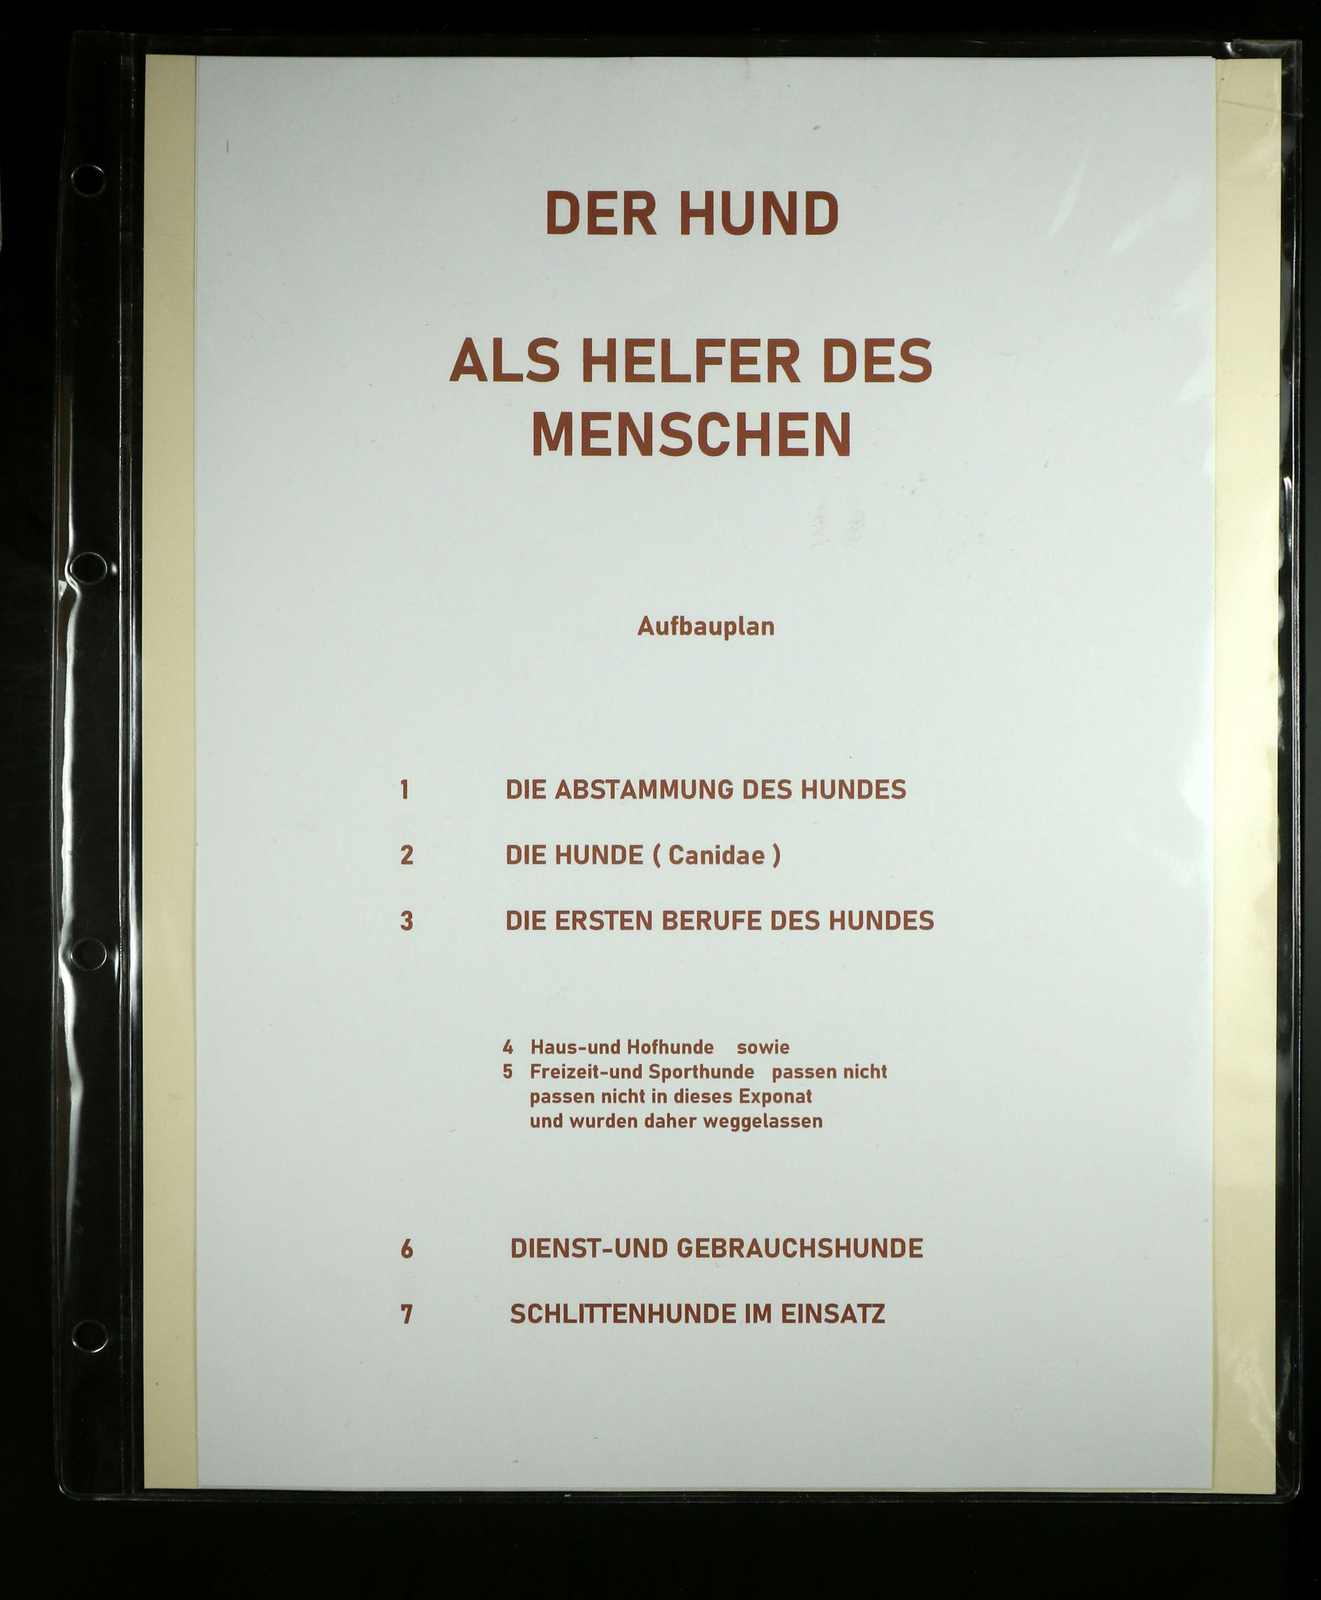 DER HUND
ALS HELFER DES
MENSCHEN
Aufbauplan
1 DIE ABSTAMMUNG DES HUNDES
2 DIE HUNDE ( Canidae )
3 DIE ERSTEN BERUFE DES HUNDES
4 Haus-und Hofhunde sowie
5 Freizeit-und Sporthunde passen nicht
passen nicht in dieses Exponat
und wurden daher weggelassen
6 DIENST-UND GEBRAUCHSHUNDE
7 SCHLITTENHUNDE IM EINSATZ